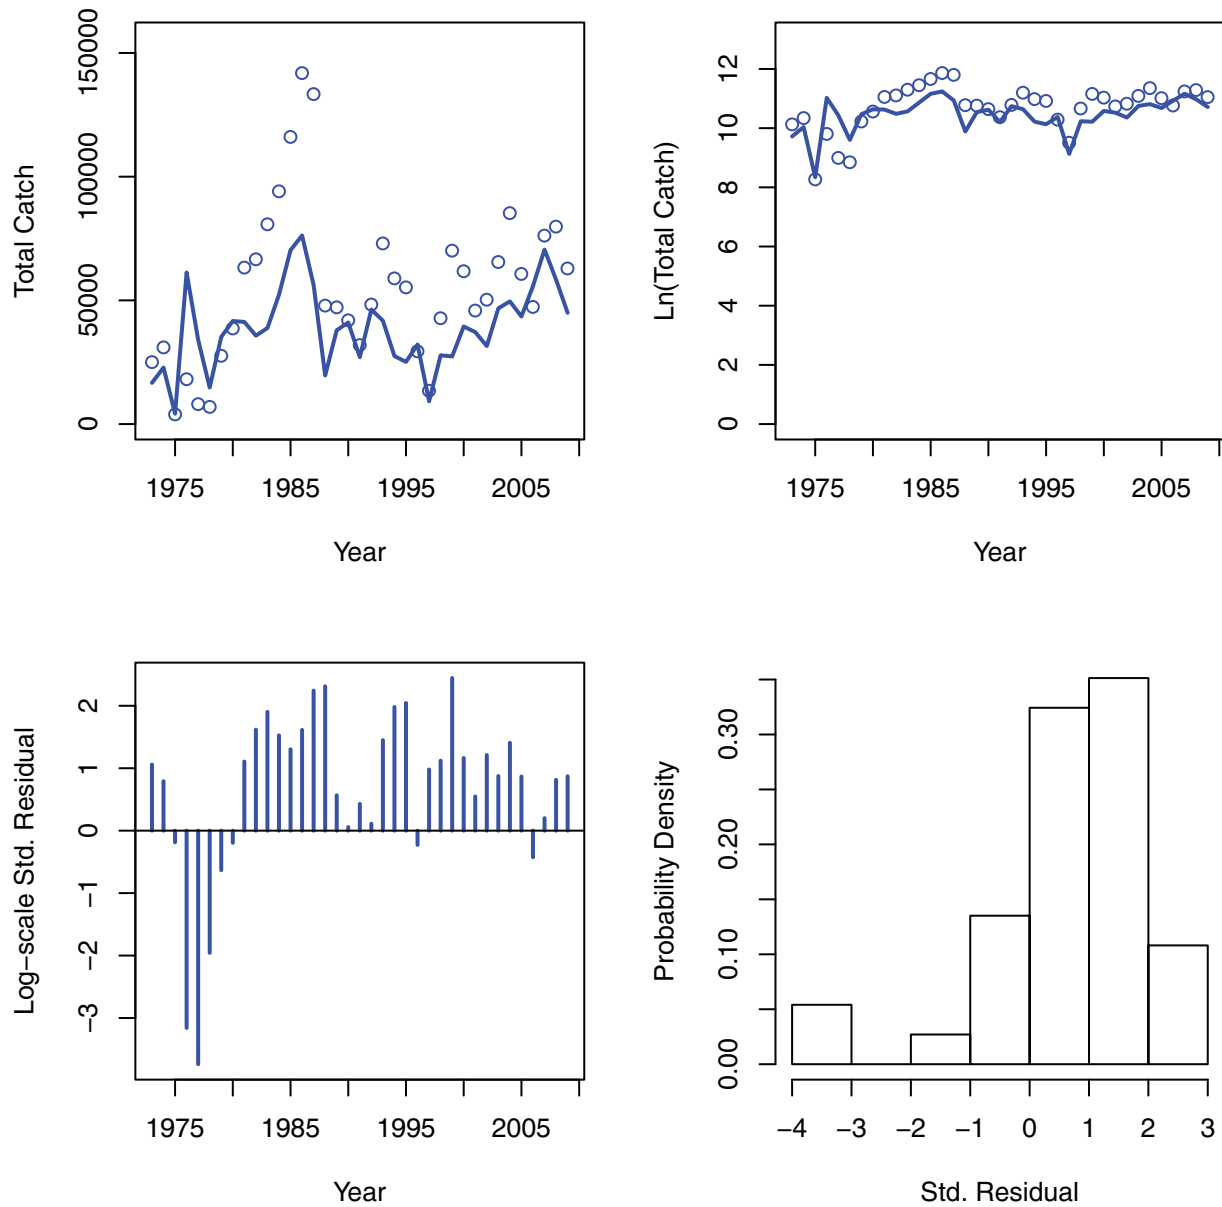 Total Catch
150000
100000
50000
0
1975 1985 1995 2005
Year
Ln(Total Catch)
12
10
8
6
4
2
0
1975 1985 1995 2005
Year
Log−scale Std. Residual
2
1
0
−1
−2
−3
1975 1985 1995 2005
Year
Probability Density
0.30
0.20
0.10
0.00
−4 −3 −2 −1 0 1 2 3
Std. Residual